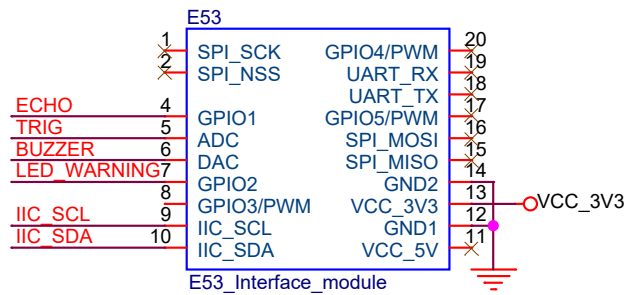 E53
1 SPI_SCK GPIO4/PWM 20
2 SPI_NSS UART_RX 19
UART_TX 18
ECHO 4 GPIO1 GPIO5/PWM 17
TRIG 5 ADC SPI_MOSI 16
BUZZER 6 DAC SPI_MISO 15
LED_WARNING 7 GPIO2 GND2 14
8 GPIO3/PWM VCC_3V3 13 VCC_3V3
IIC_SCL 9 IIC_SCL GND1 12
IIC_SDA 10 IIC_SDA VCC_5V 11
E53_Interface_module